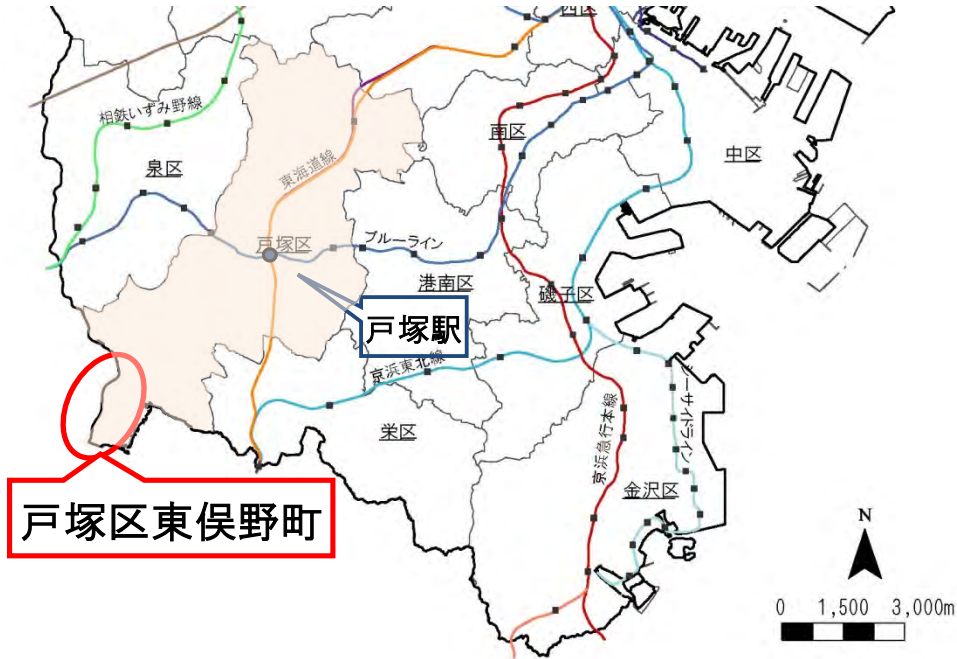 西区
相鉄いずみ野線
南区
中区
泉区
東海道線
戸塚区
ブルーライン
港南区
磯子区
戸塚駅
京浜東北線
シーサイドライン
栄区
京浜急行本線
金沢区
戸塚区東俣野町
N
0 1,500 3,000m